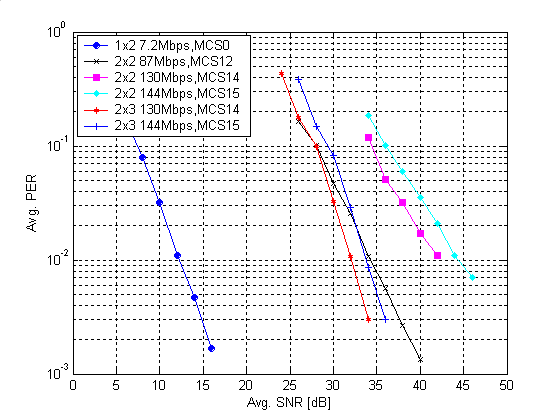 10^0
1x2 7.2Mbps,MCS0
2x2 87Mbps,MCS12
2x2 130Mbps,MCS14
2x2 144Mbps,MCS15
2x3 130Mbps,MCS14
2x3 144Mbps,MCS15
10^-1
Avg. PER
10^-2
10^-3
0 5 10 15 20 25 30 35 40 45 50
Avg. SNR [dB]